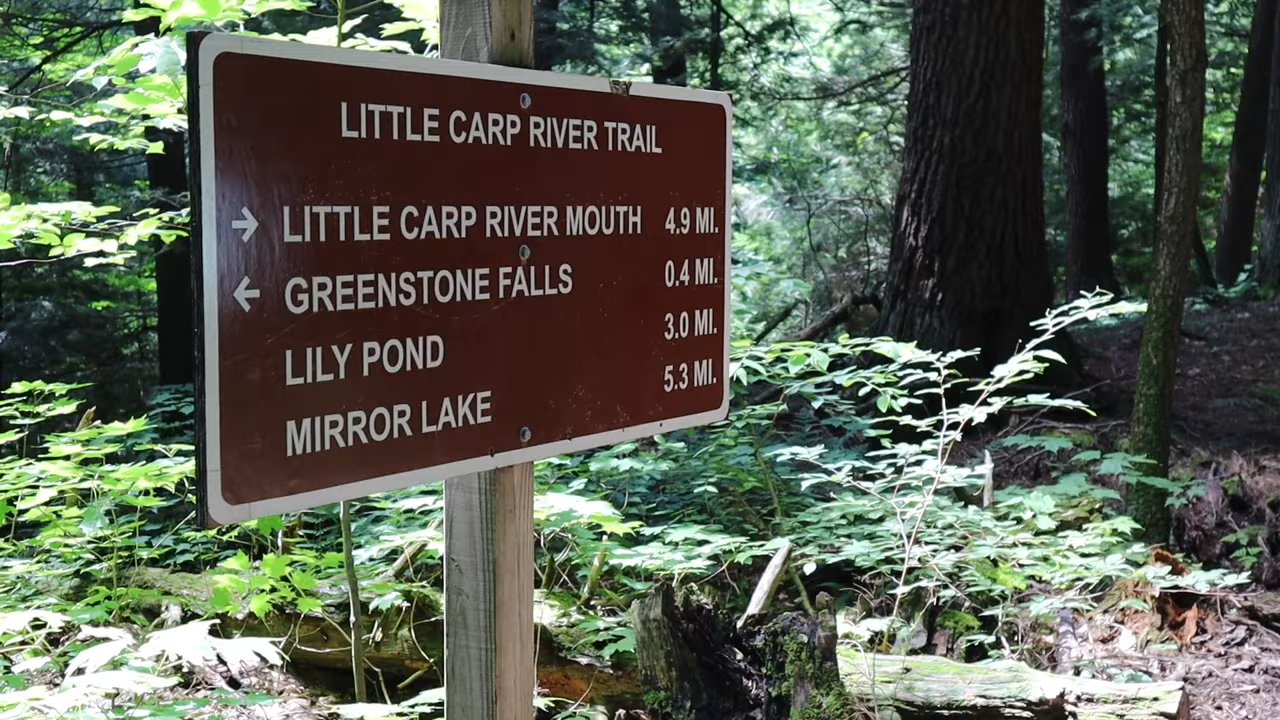 LITTLE CARP RIVER TRAIL
→ LITTLE CARP RIVER MOUTH 4.9 MI.
← GREENSTONE FALLS 0.4 MI.
LILY POND 3.0 MI.
MIRROR LAKE 5.3 MI.